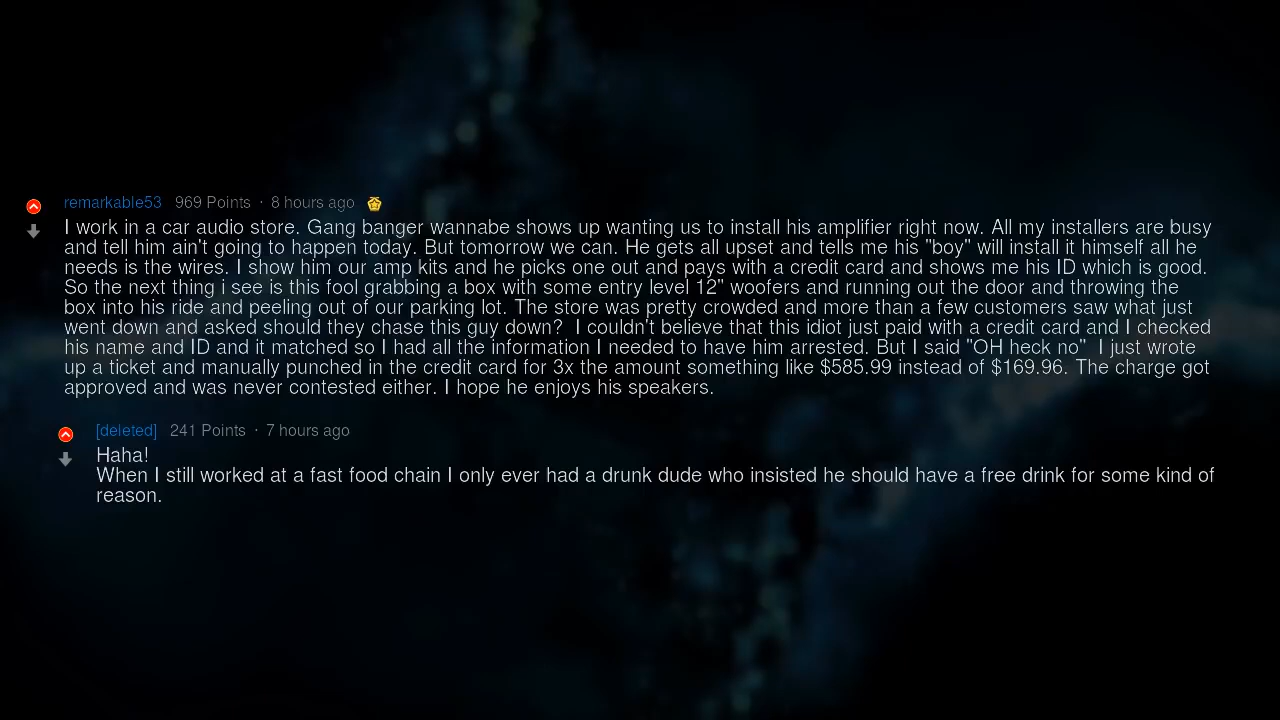 remarkable53 969 Points · 8 hours ago
I work in a car audio store. Gang banger wannabe shows up wanting us to install his amplifier right now. All my installers are busy
and tell him ain't going to happen today. But tomorrow we can. He gets all upset and tells me his "boy" will install it himself all he
needs is the wires. I show him our amp kits and he picks one out and pays with a credit card and shows me his ID which is good.
So the next thing i see is this fool grabbing a box with some entry level 12" woofers and running out the door and throwing the
box into his ride and peeling out of our parking lot. The store was pretty crowded and more than a few customers saw what just
went down and asked should they chase this guy down?  I couldn't believe that this idiot just paid with a credit card and I checked
his name and ID and it matched so I had all the information I needed to have him arrested. But I said "OH heck no"  I just wrote
up a ticket and manually punched in the credit card for 3x the amount something like $585.99 instead of $169.96. The charge got
approved and was never contested either. I hope he enjoys his speakers.
[deleted] 241 Points · 7 hours ago
Haha!
When I still worked at a fast food chain I only ever had a drunk dude who insisted he should have a free drink for some kind of
reason.